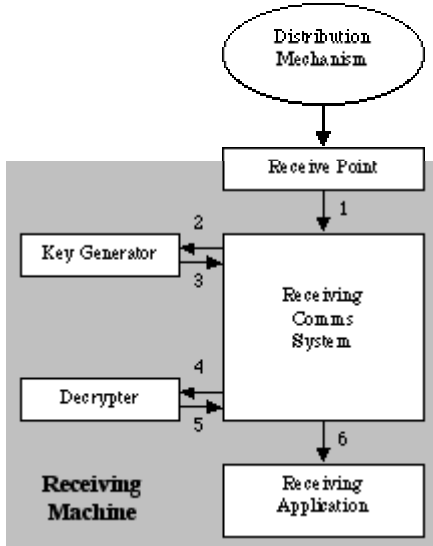 Distribution
Mechanism
Receive Point
1
2
Key Generator
3
Receiving
Comms
System
4
Decrypter
5
6
Receiving
Application
Receiving
Machine